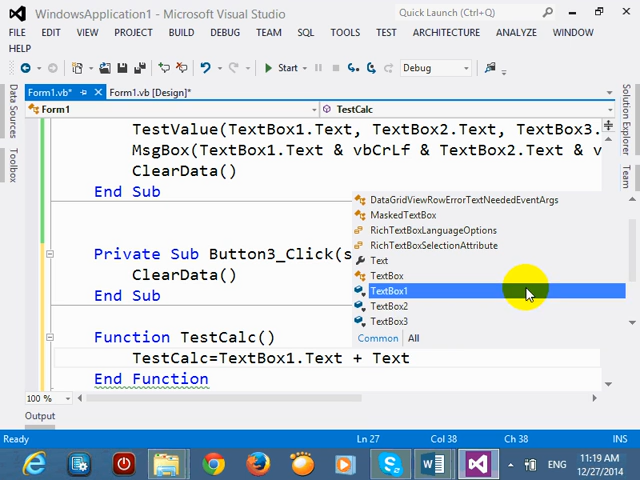 WindowsApplication1 - Microsoft Visual Studio
Quick Launch (Ctrl+Q)
FILE EDIT VIEW PROJECT BUILD DEBUG TEAM SQL TOOLS TEST ARCHITECTURE ANALYZE WINDOW
HELP
Start Debug
Form1.vb* Form1.vb [Design]*
Form1 TestCalc
Data Sources
Toolbox
Solution Explorer
Team
TestValue(TextBox1.Text, TextBox2.Text, TextBox3.
MsgBox(TextBox1.Text & vbCrLf & TextBox2.Text & v
ClearData()
End Sub
DataGridViewRowErrorTextNeededEventArgs
MaskedTextBox
RichTextBoxLanguageOptions
RichTextBoxSelectionAttribute
Text
TextBox
TextBox1
TextBox2
TextBox3
Common All
Private Sub Button3_Click(s
ClearData()
End Sub
Function TestCalc()
TestCalc=TextBox1.Text + Text
End Function
100 %
Output
Ready Ln 27 Col 38 Ch 38 INS
ENG
11:19 AM
12/27/2014